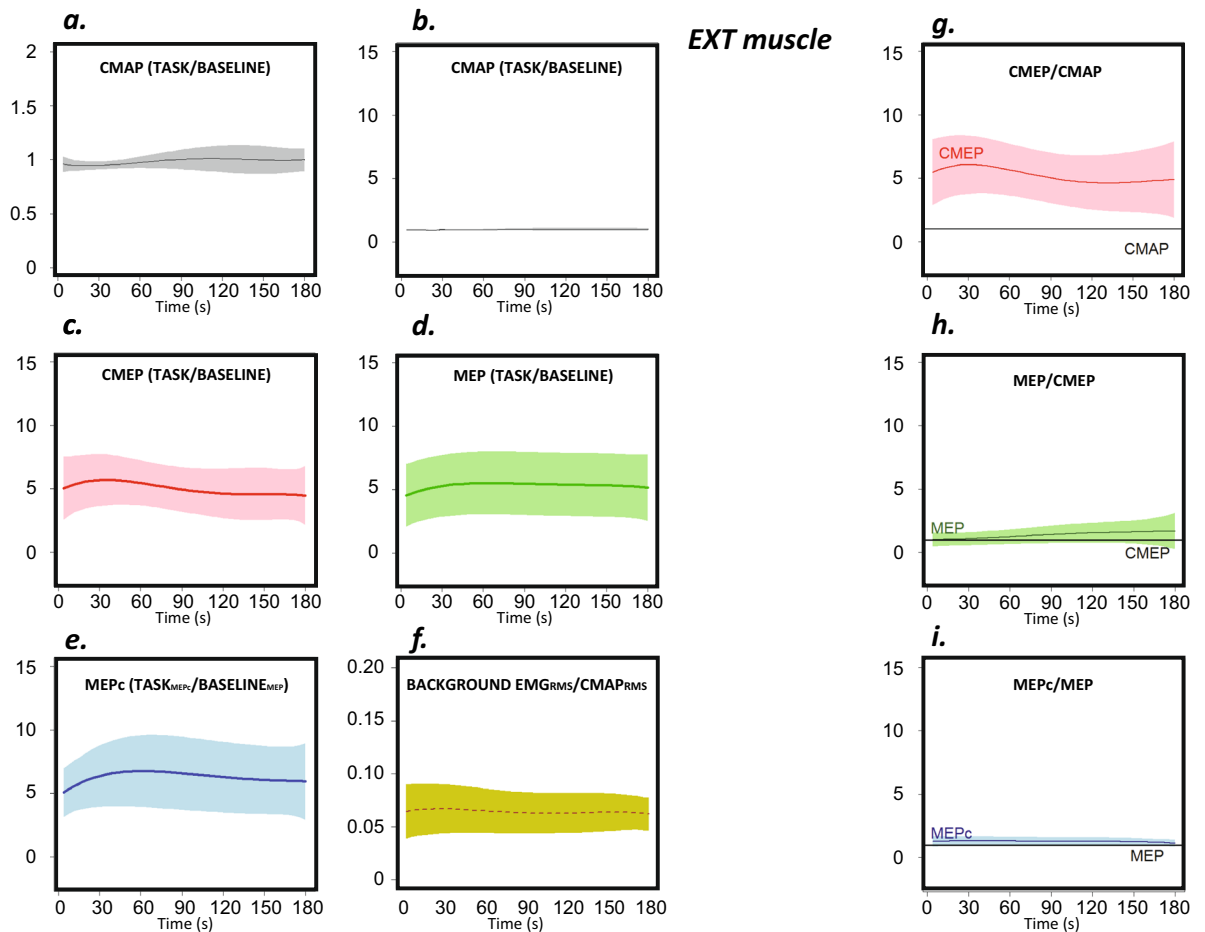 a.
CMAP (TASK/BASELINE)
2
1.5
1
0.5
0
0 30 60 90 120 150 180
Time (s)
b.
CMAP (TASK/BASELINE)
15
10
5
0
0 30 60 90 120 150 180
Time (s)
EXT muscle
g.
CMEP/CMAP
15
10
5
0
CMEP
CMAP
0 30 60 90 120 150 180
Time (s)
c.
CMEP (TASK/BASELINE)
15
10
5
0
0 30 60 90 120 150 180
Time (s)
d.
MEP (TASK/BASELINE)
15
10
5
0
0 30 60 90 120 150 180
Time (s)
h.
MEP/CMEP
15
10
5
0
MEP
CMEP
0 30 60 90 120 150 180
Time (s)
e.
MEPc (TASKMEPc/BASELINEMEP)
15
10
5
0
0 30 60 90 120 150 180
Time (s)
f.
BACKGROUND EMGRMS/CMAPRMS
0.20
0.15
0.10
0.05
0
0 30 60 90 120 150 180
Time (s)
i.
MEPc/MEP
15
10
5
0
MEPc
MEP
0 30 60 90 120 150 180
Time (s)